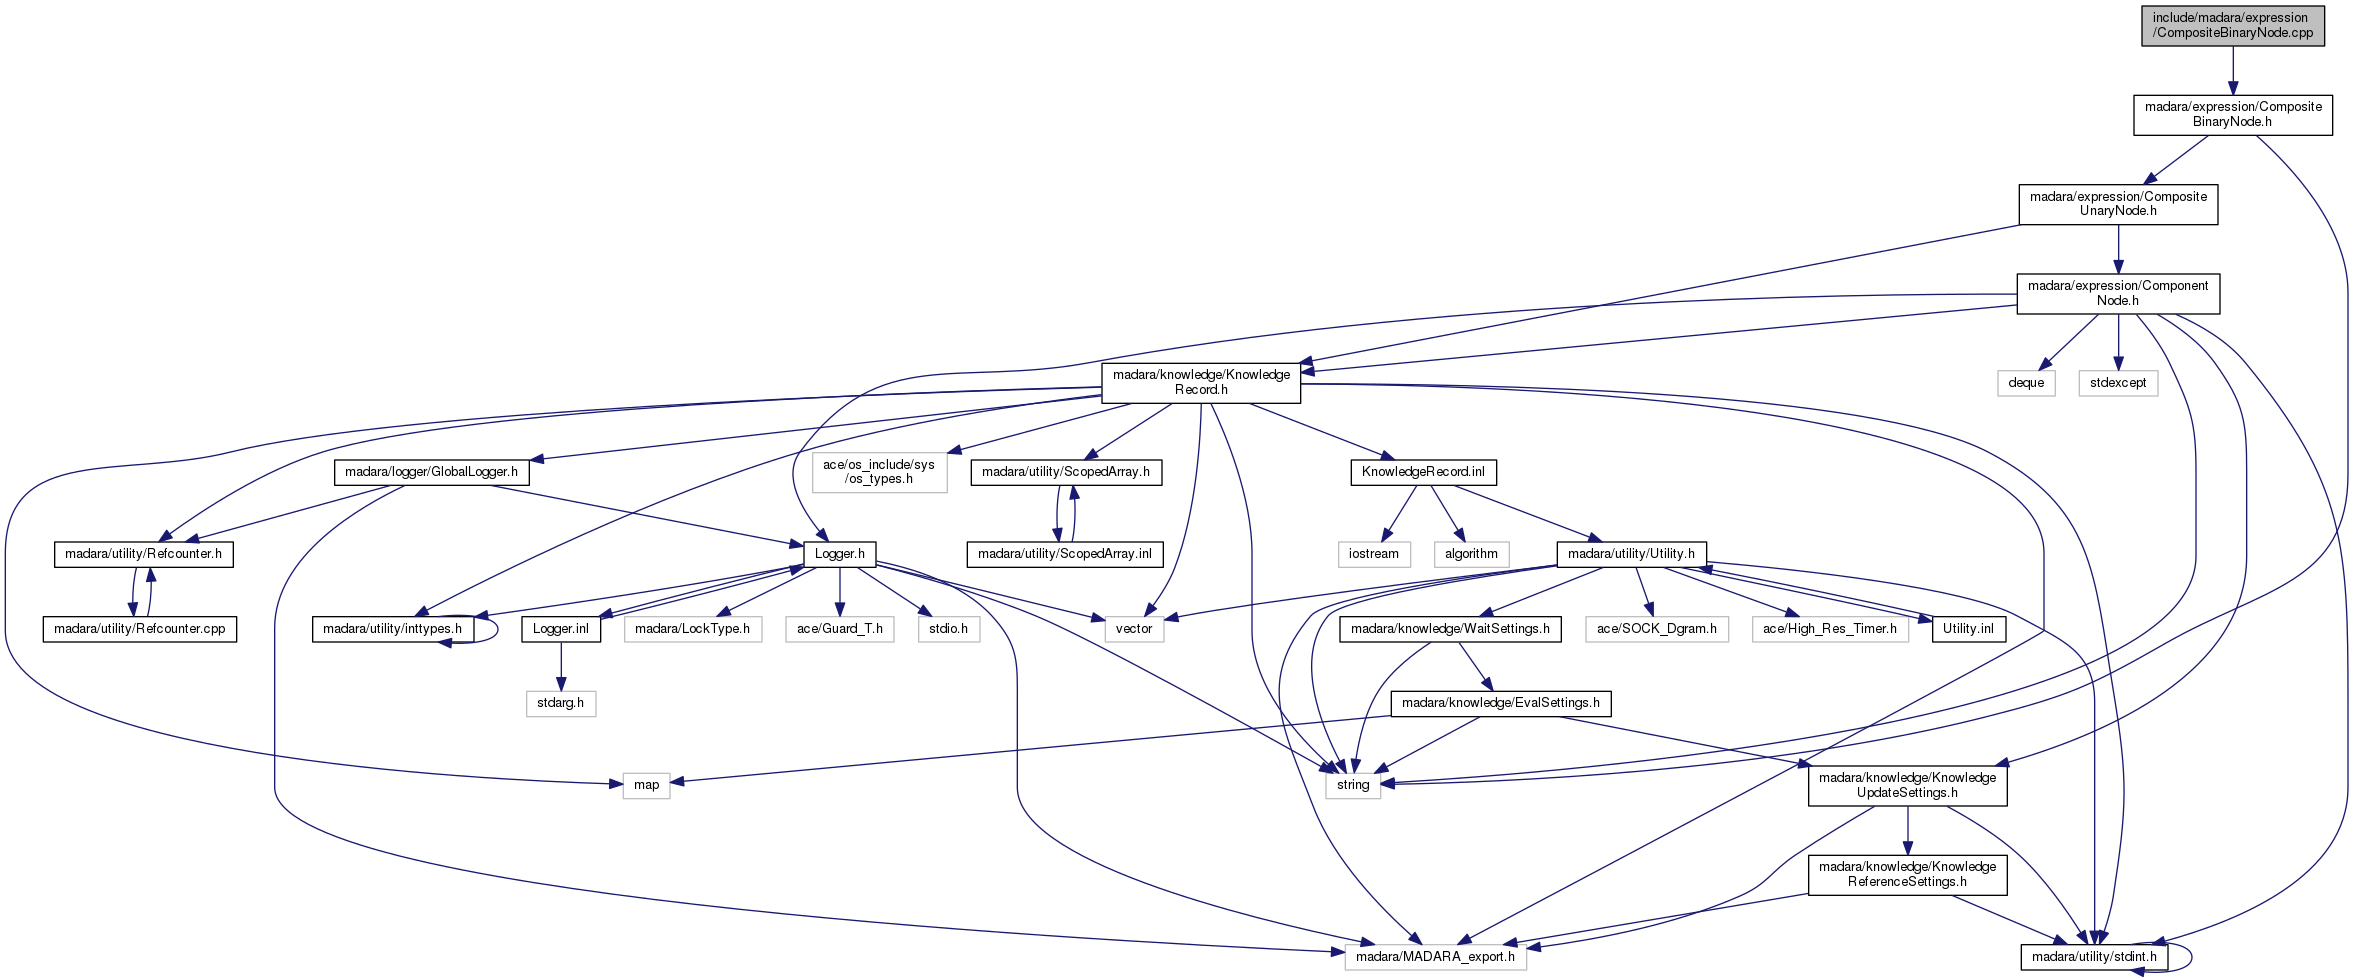 include/madara/expression
/CompositeBinaryNode.cpp
madara/expression/Composite
BinaryNode.h
madara/expression/Composite
UnaryNode.h
madara/expression/Component
Node.h
madara/knowledge/Knowledge
Record.h
deque
stdexcept
madara/logger/GlobalLogger.h
ace/os_include/sys
/os_types.h
madara/utility/ScopedArray.h
KnowledgeRecord.inl
madara/utility/Refcounter.h
Logger.h
madara/utility/ScopedArray.inl
iostream
algorithm
madara/utility/Utility.h
madara/utility/Refcounter.cpp
madara/utility/inttypes.h
Logger.inl
madara/LockType.h
ace/Guard_T.h
stdio.h
vector
madara/knowledge/WaitSettings.h
ace/SOCK_Dgram.h
ace/High_Res_Timer.h
Utility.inl
stdarg.h
madara/knowledge/EvalSettings.h
map
string
madara/knowledge/Knowledge
UpdateSettings.h
madara/knowledge/Knowledge
ReferenceSettings.h
madara/MADARA_export.h
madara/utility/stdint.h